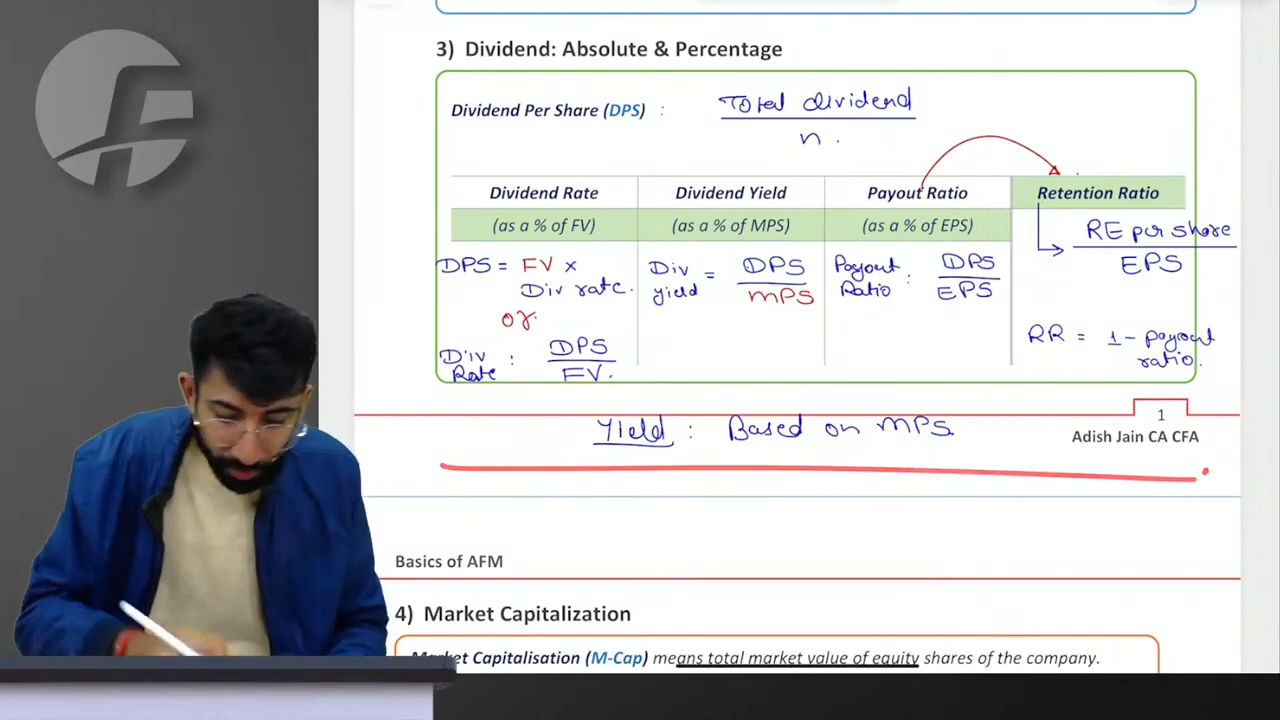 3) Dividend: Absolute & Percentage
Dividend Per Share (DPS) : Total dividend
n.
Dividend Rate Dividend Yield Payout Ratio Retention Ratio
(as a % of FV) (as a % of MPS) (as a % of EPS)
RE per share
EPS
DPS = FV x
Div rate.
or
Div
Rate : DPS
FV.
Div
yield = DPS
MPS
Payout
Ratio : DPS
EPS
RR = 1 - payout
ratio.
1
Yield : Based on MPS.
Adish Jain CA CFA
Basics of AFM
4) Market Capitalization
Market Capitalisation (M-Cap) means total market value of equity shares of the company.